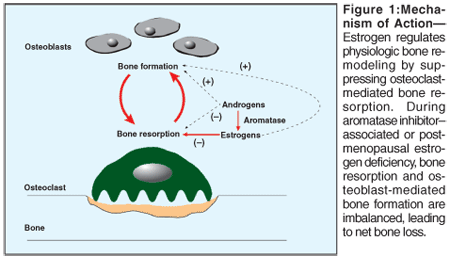 Osteoblasts
Bone formation
(+)
(+)
Androgens
(–)
Aromatase
Bone resorption
Estrogens
(–)
Osteoclast
Bone
Figure 1:Mecha-
nism of Action—
Estrogen regulates
physiologic bone re-
modeling by sup-
pressing osteoclast-
mediated bone re-
sorption. During
aromatase inhibitor–
associated or post-
menopausal estro-
gen deficiency, bone
resorption and os-
teoblast-mediated
bone formation are
imbalanced, leading
to net bone loss.